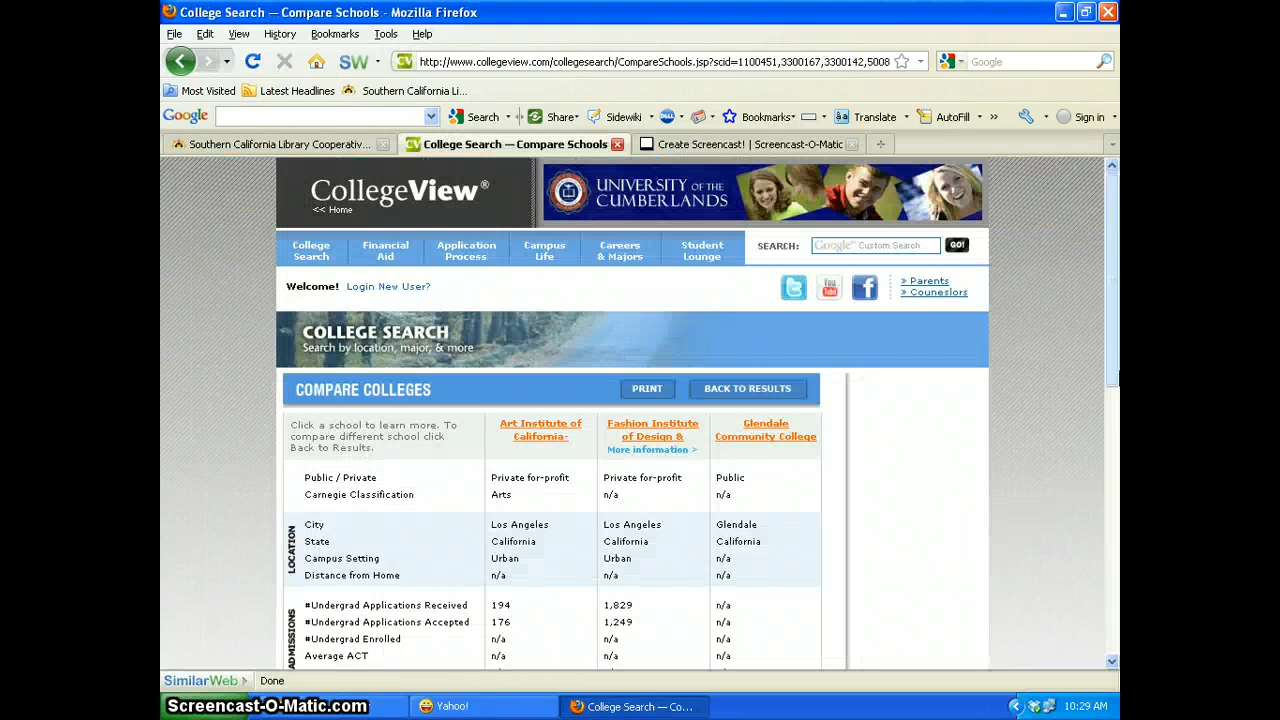 College Search — Compare Schools - Mozilla Firefox
File Edit View History Bookmarks Tools Help
SW CV http://www.collegeview.com/collegesearch/CompareSchools.jsp?scid=1100451,3300167,3300142,5008 Google
Most Visited Latest Headlines Southern California Li...
Google Search Share Sidewiki Bookmarks Translate AutoFill » Sign in
Southern California Library Cooperativ... CV College Search — Compare Schools Create Screencast! | Screencast-O-Matic
CollegeView®
<< Home
UNIVERSITY OF THE
CUMBERLANDS
College Search Financial Aid Application Process Campus Life Careers & Majors Student Lounge SEARCH: Google™ Custom Search GO!
Welcome! Login New User?
You Tube
» Parents
» Counselors
COLLEGE SEARCH
Search by location, major, & more
COMPARE COLLEGES PRINT BACK TO RESULTS
Click a school to learn more. To compare different school click Back to Results.
Art Institute of California-
Fashion Institute of Design &
More information >
Glendale Community College
Public / Private Private for-profit Private for-profit Public
Carnegie Classification Arts n/a n/a
LOCATION
City Los Angeles Los Angeles Glendale
State California California California
Campus Setting Urban Urban n/a
Distance from Home n/a n/a n/a
ADMISSIONS
#Undergrad Applications Received 194 1,829 n/a
#Undergrad Applications Accepted 176 1,249 n/a
#Undergrad Enrolled n/a n/a n/a
Average ACT n/a n/a n/a
SimilarWeb Done
Screencast-O-Matic.com Yahoo! College Search — Co... 10:29 AM